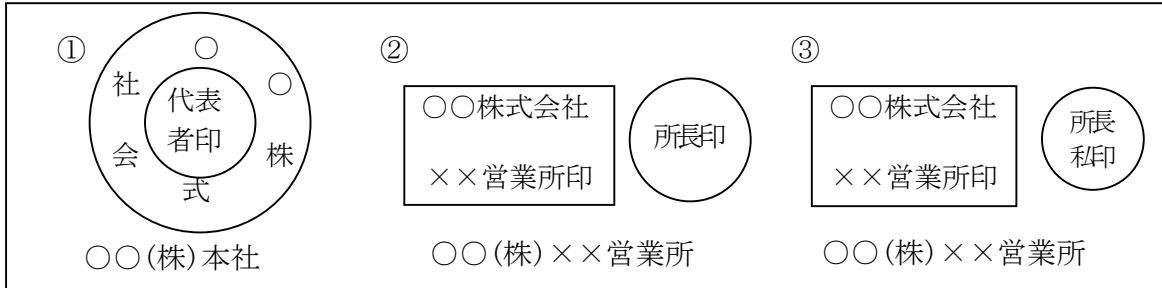 ①
○○株式会社
代表
者印
○○(株)本社
②
○○株式会社
××営業所印
所長印
○○(株)××営業所
③
○○株式会社
××営業所印
所長
私印
○○(株)××営業所